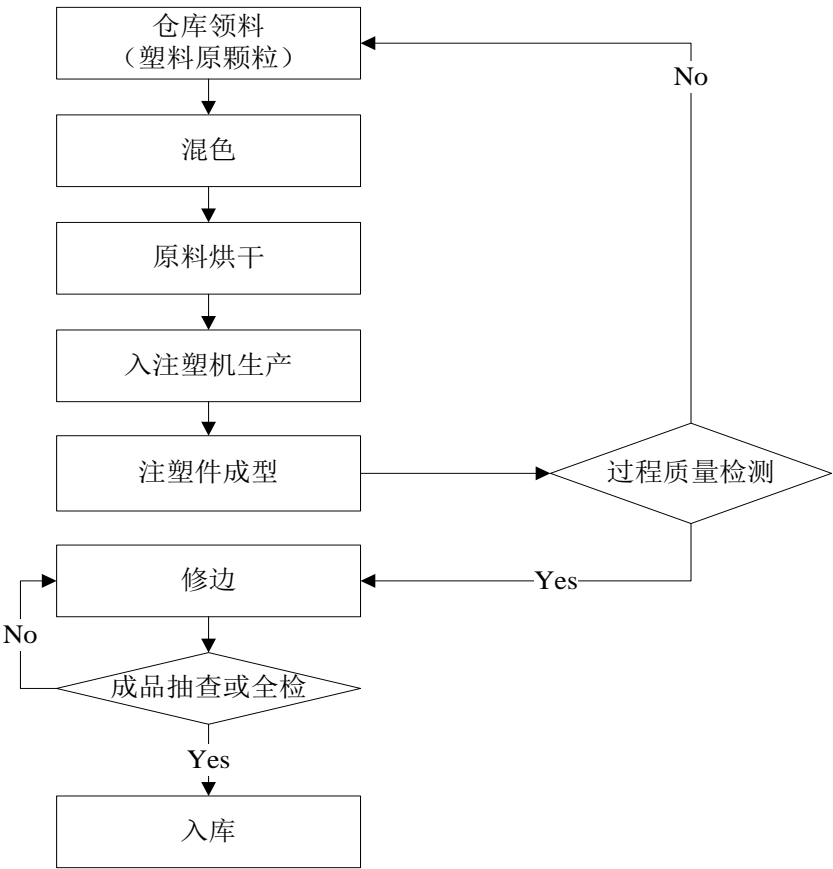 仓库领料
（塑料原颗粒）
No
混色
原料烘干
入注塑机生产
注塑件成型
过程质量检测
修边
Yes
No
成品抽查或全检
Yes
入库